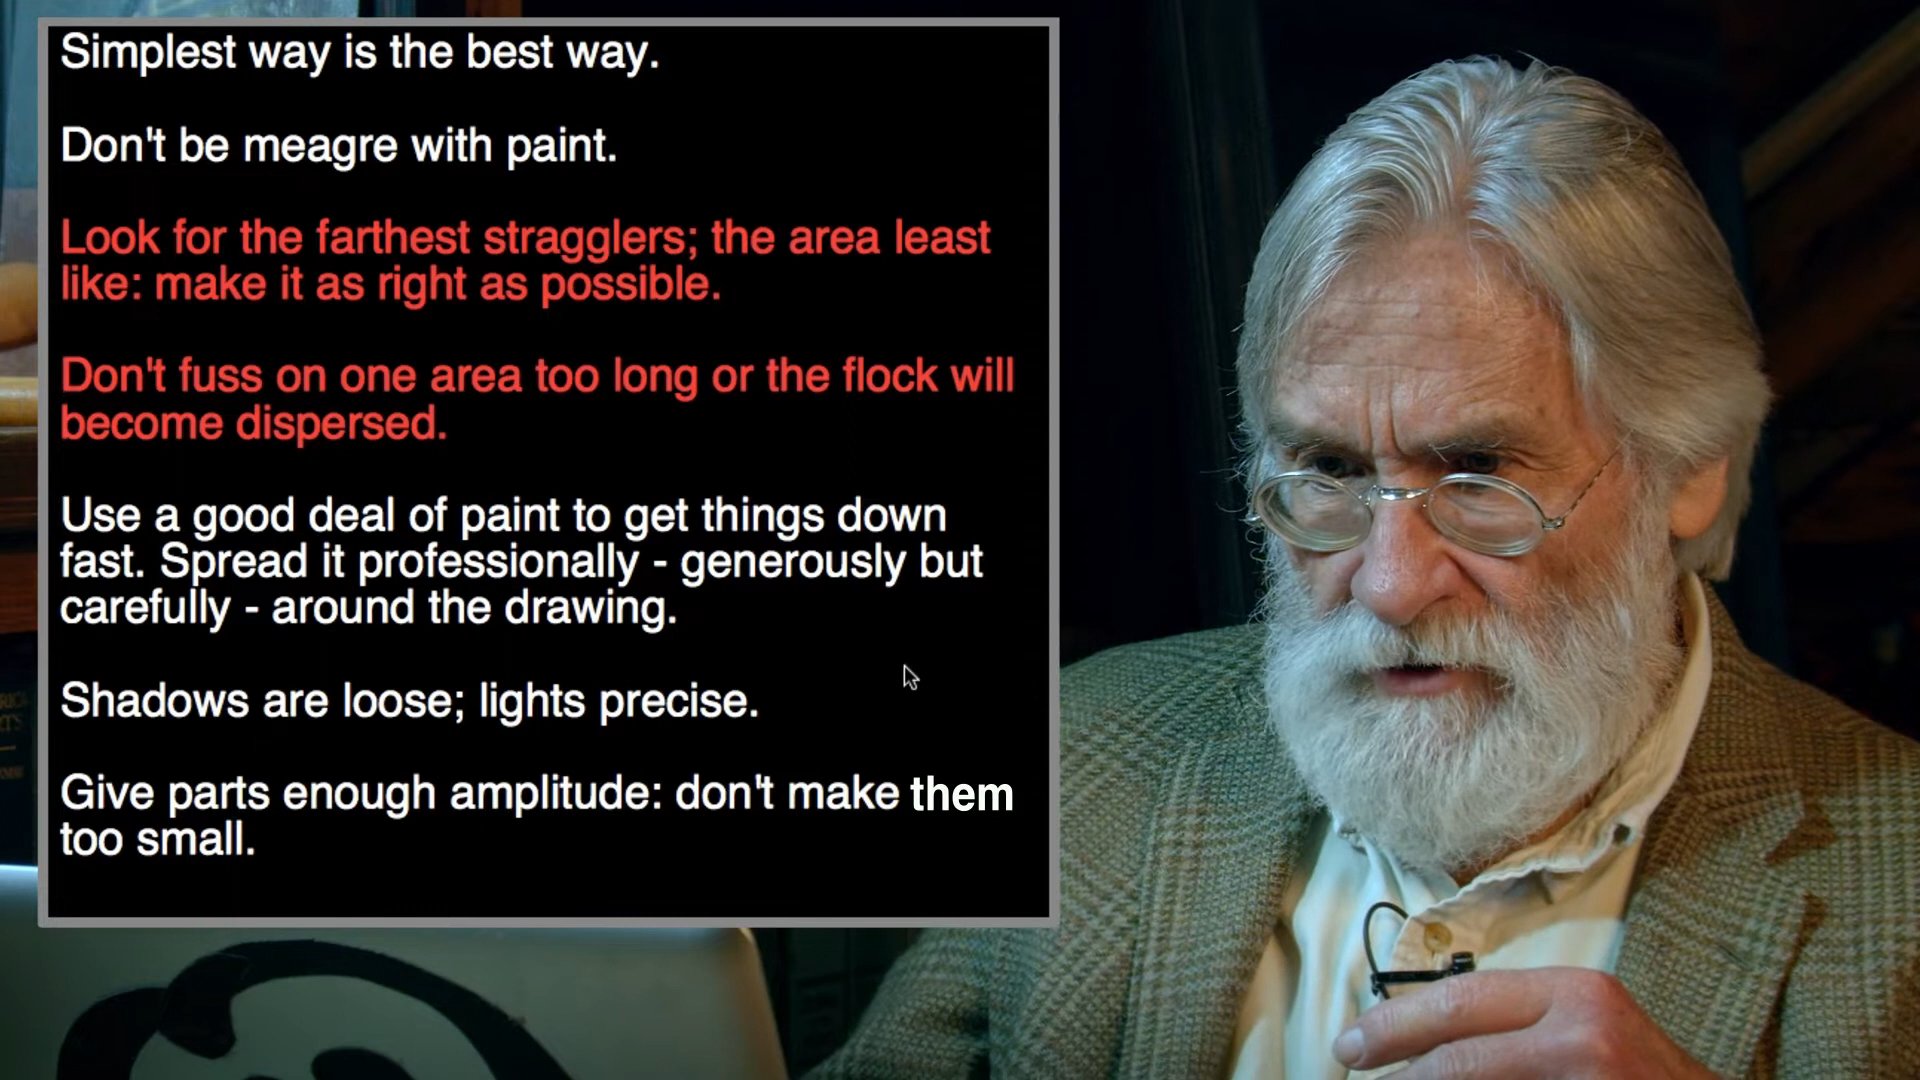 Simplest way is the best way.
Don't be meagre with paint.
Look for the farthest stragglers; the area least
like: make it as right as possible.
Don't fuss on one area too long or the flock will
become dispersed.
Use a good deal of paint to get things down
fast. Spread it professionally - generously but
carefully - around the drawing.
Shadows are loose; lights precise.
Give parts enough amplitude: don't make them
too small.